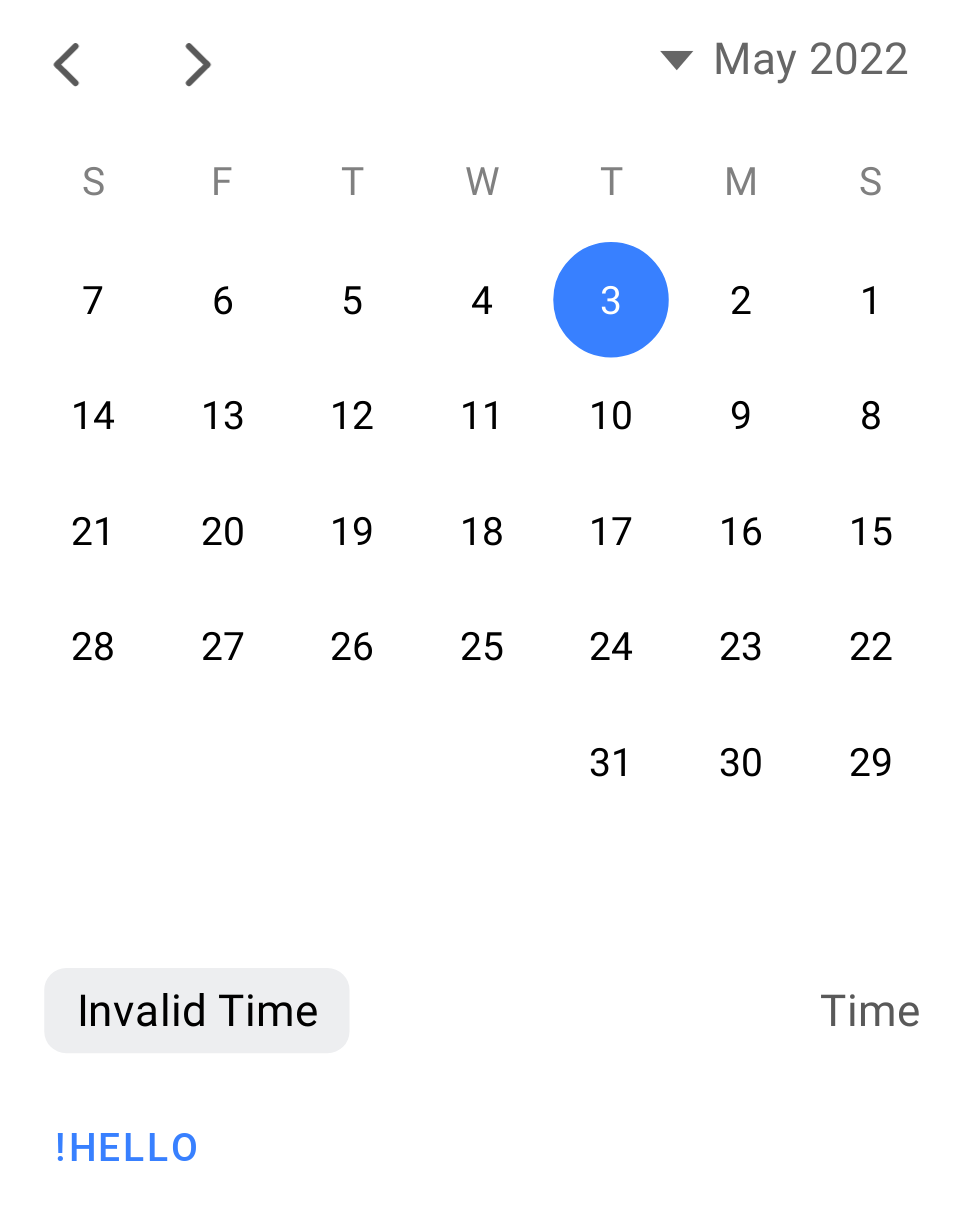 May 2022
S F T W T M S
7 6 5 4 3 2 1
14 13 12 11 10 9 8
21 20 19 18 17 16 15
28 27 26 25 24 23 22
31 30 29
Invalid Time Time
!HELLO